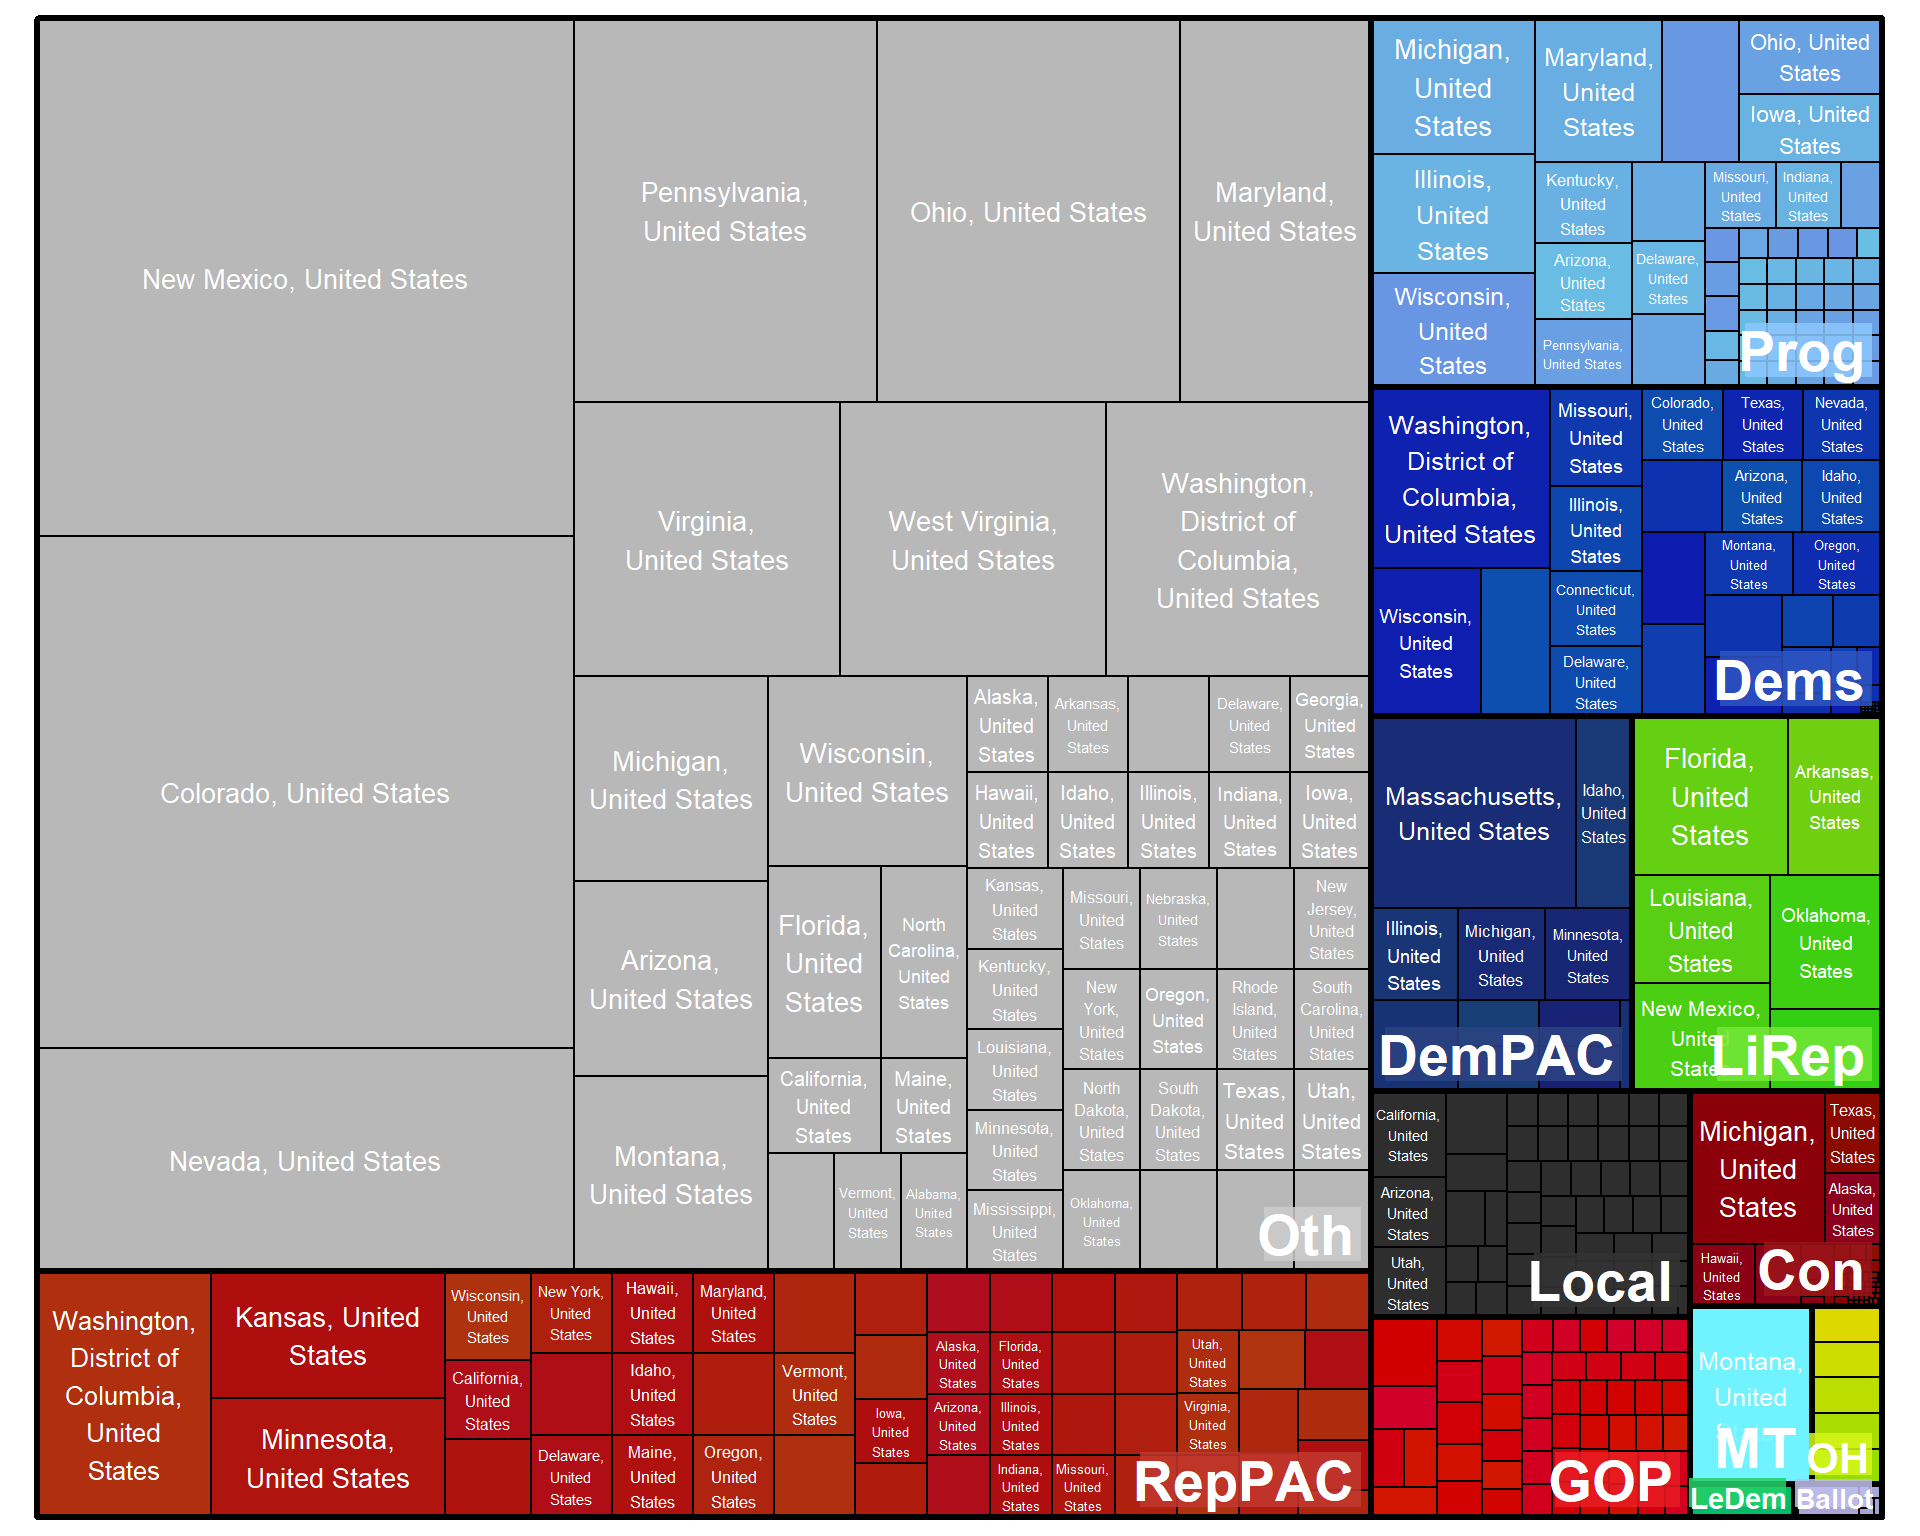 New Mexico, United States
Colorado, United States
Nevada, United States
Pennsylvania,
United States
Ohio, United States
Maryland,
United States
Virginia,
United States
West Virginia,
United States
Washington,
District of
Columbia,
United States
Michigan,
United States
Arizona,
United States
Montana,
United States
Wisconsin,
United States
Florida,
United
States
North
Carolina,
United
States
California,
United
States
Maine,
United
States
Vermont,
United
States
Alabama,
United
States
Alaska,
United
States
Arkansas,
United
States
Delaware,
United
States
Georgia,
United
States
Hawaii,
United
States
Idaho,
United
States
Illinois,
United
States
Indiana,
United
States
Iowa,
United
States
Kansas,
United
States
Kentucky,
United
States
Louisiana,
United
States
Minnesota,
United
States
Mississippi,
United
States
Missouri,
United
States
Nebraska,
United
States
New
Jersey,
United
States
New
York,
United
States
Oregon,
United
States
Rhode
Island,
United
States
South
Carolina,
United
States
North
Dakota,
United
States
South
Dakota,
United
States
Texas,
United
States
Utah,
United
States
Oklahoma,
United
States
Oth
Michigan,
United
States
Illinois,
United
States
Wisconsin,
United
States
Maryland,
United
States
Ohio, United
States
Iowa, United
States
Kentucky,
United
States
Arizona,
United
States
Pennsylvania,
United States
Delaware,
United
States
Missouri,
United
States
Indiana,
United
States
Prog
Washington,
District of
Columbia,
United States
Wisconsin,
United
States
Missouri,
United
States
Illinois,
United
States
Connecticut,
United
States
Delaware,
United
States
Colorado,
United
States
Texas,
United
States
Nevada,
United
States
Arizona,
United
States
Idaho,
United
States
Montana,
United
States
Oregon,
United
States
Dems
Massachusetts,
United States
Idaho,
United
States
Illinois,
United
States
Michigan,
United
States
Minnesota,
United
States
DemPAC
Florida,
United
States
Arkansas,
United
States
Louisiana,
United
States
Oklahoma,
United
States
New Mexico,
United
States
LiRep
California,
United
States
Arizona,
United
States
Utah,
United
States
Local
Michigan,
United
States
Texas,
United
States
Alaska,
United
States
Hawaii,
United
States
Con
Washington,
District of
Columbia,
United
States
Kansas, United
States
Minnesota,
United States
Wisconsin,
United
States
California,
United
States
New York,
United
States
Delaware,
United
States
Hawaii,
United
States
Idaho,
United
States
Maine,
United
States
Maryland,
United
States
Oregon,
United
States
Vermont,
United
States
Iowa,
United
States
Alaska,
United
States
Arizona,
United
States
Florida,
United
States
Illinois,
United
States
Indiana,
United
States
Missouri,
United
States
Utah,
United
States
Virginia,
United
States
RepPAC
GOP
Montana,
United
MT
OH
LeDem
Ballot